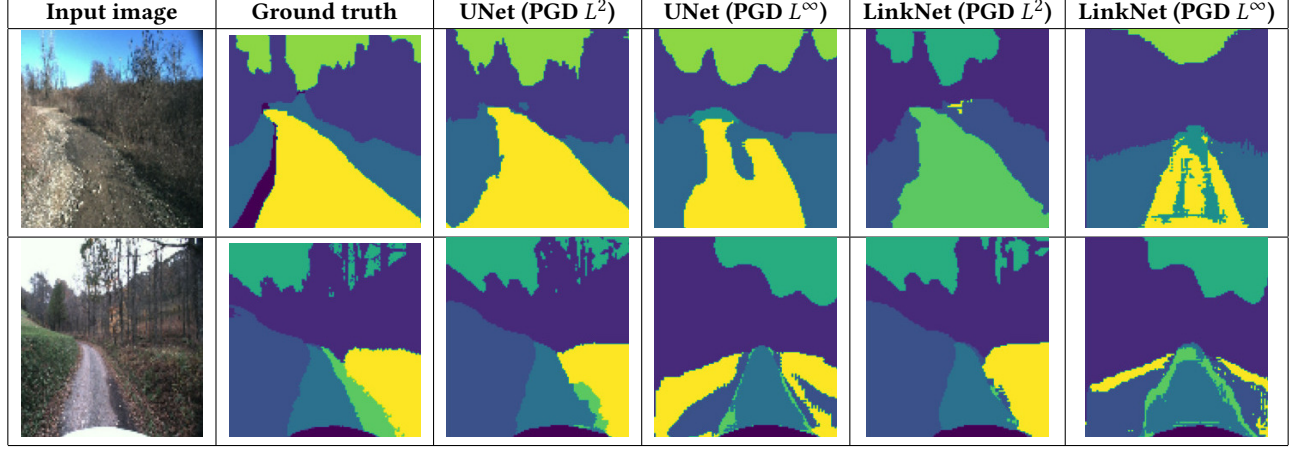 Input image Ground truth UNet (PGD L²) UNet (PGD L∞) LinkNet (PGD L²) LinkNet (PGD L∞)